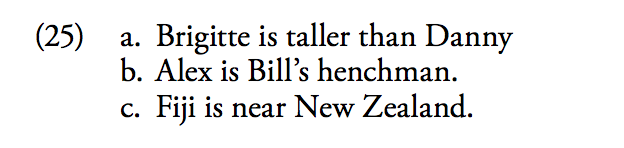 (25) a. Brigitte is taller than Danny
b. Alex is Bill’s henchman.
c. Fiji is near New Zealand.